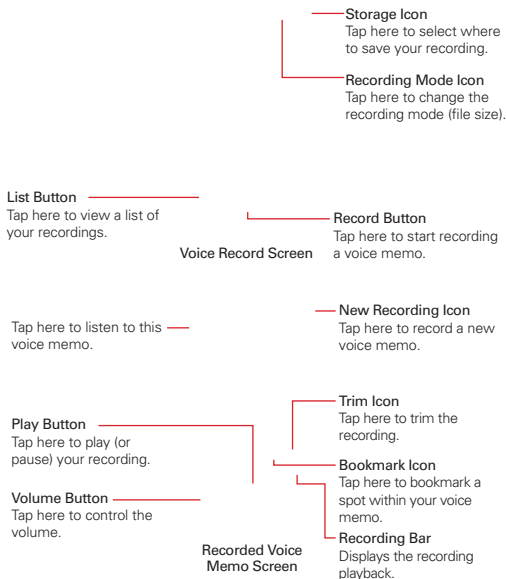 Storage Icon
Tap here to select where
to save your recording.
Recording Mode Icon
Tap here to change the
recording mode (file size).
List Button
Tap here to view a list of
your recordings.
Record Button
Tap here to start recording
a voice memo.
Voice Record Screen
New Recording Icon
Tap here to record a new
voice memo.
Tap here to listen to this
voice memo.
Trim Icon
Tap here to trim the
recording.
Play Button
Tap here to play (or
pause) your recording.
Bookmark Icon
Tap here to bookmark a
spot within your voice
memo.
Volume Button
Tap here to control the
volume.
Recording Bar
Displays the recording
playback.
Recorded Voice
Memo Screen